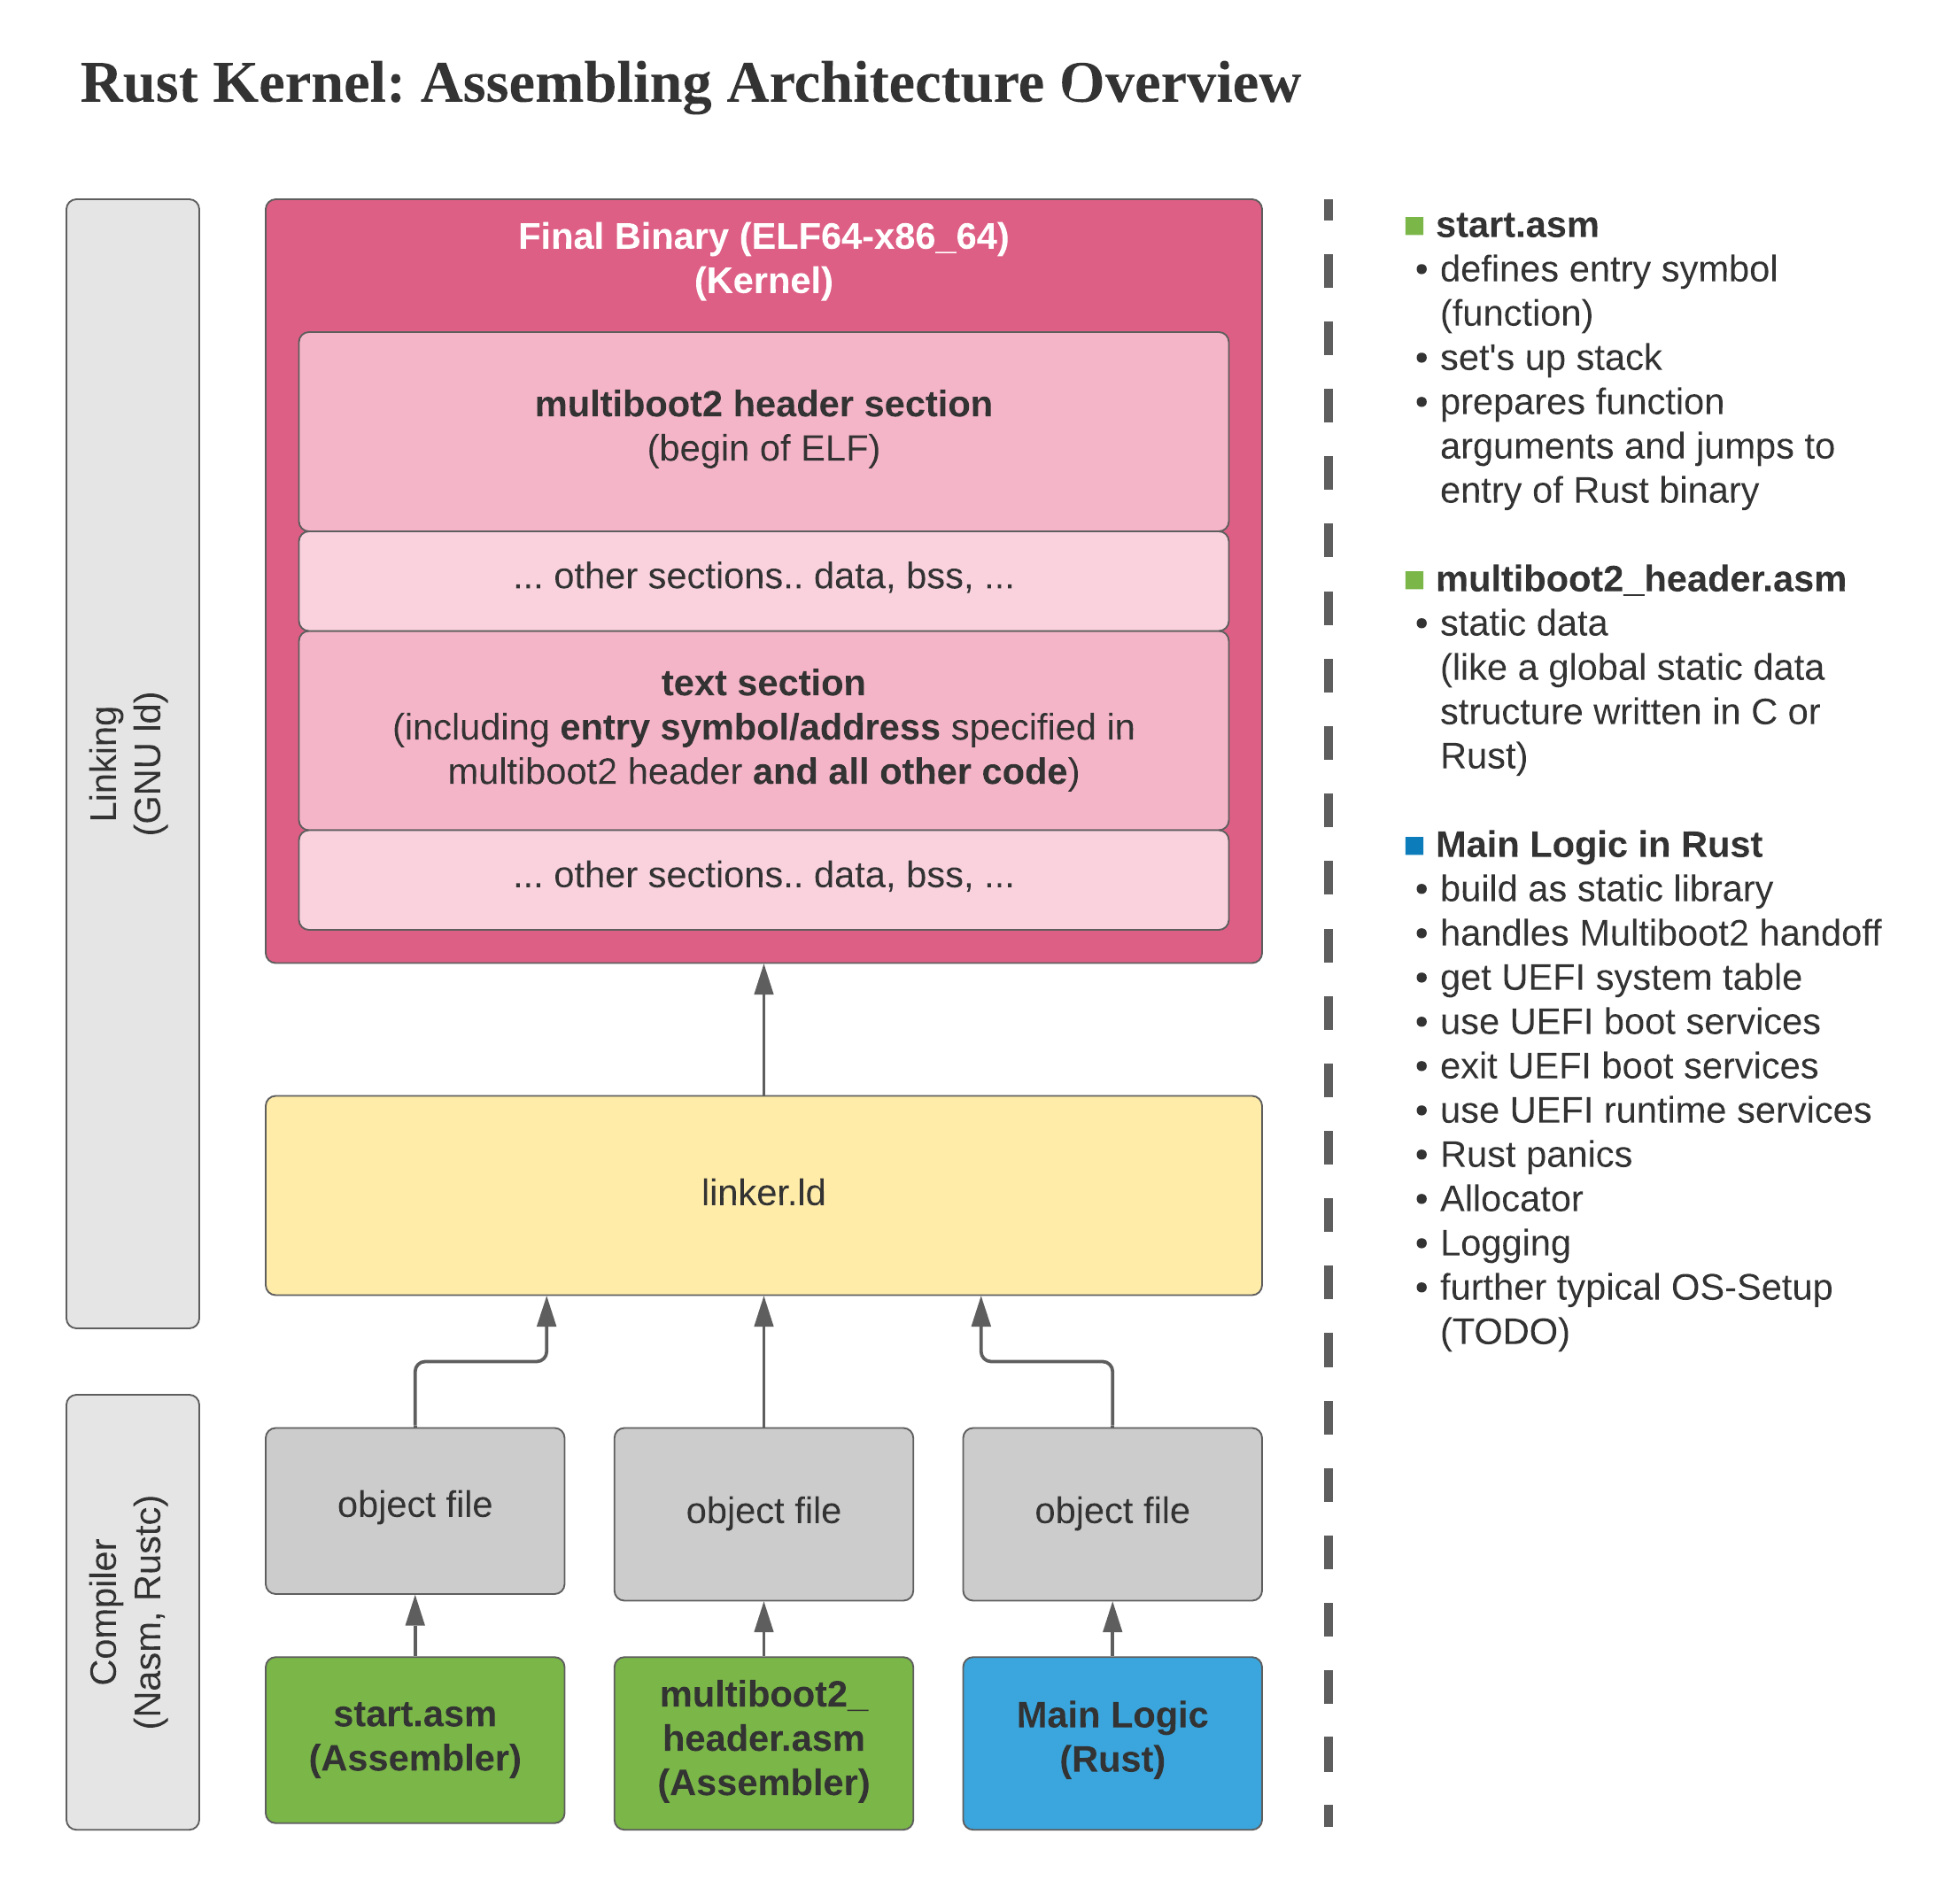 Rust Kernel: Assembling Architecture Overview
Linking
(GNU ld)
Final Binary (ELF64-x86_64)
(Kernel)
multiboot2 header section
(begin of ELF)
... other sections.. data, bss, ...
text section
(including entry symbol/address specified in
multiboot2 header and all other code)
... other sections.. data, bss, ...
linker.ld
Compiler
(Nasm, Rustc)
object file
object file
object file
start.asm
(Assembler)
multiboot2_
header.asm
(Assembler)
Main Logic
(Rust)
start.asm
• defines entry symbol
(function)
• set's up stack
• prepares function
arguments and jumps to
entry of Rust binary
multiboot2_header.asm
• static data
(like a global static data
structure written in C or
Rust)
Main Logic in Rust
• build as static library
• handles Multiboot2 handoff
• get UEFI system table
• use UEFI boot services
• exit UEFI boot services
• use UEFI runtime services
• Rust panics
• Allocator
• Logging
• further typical OS-Setup
(TODO)